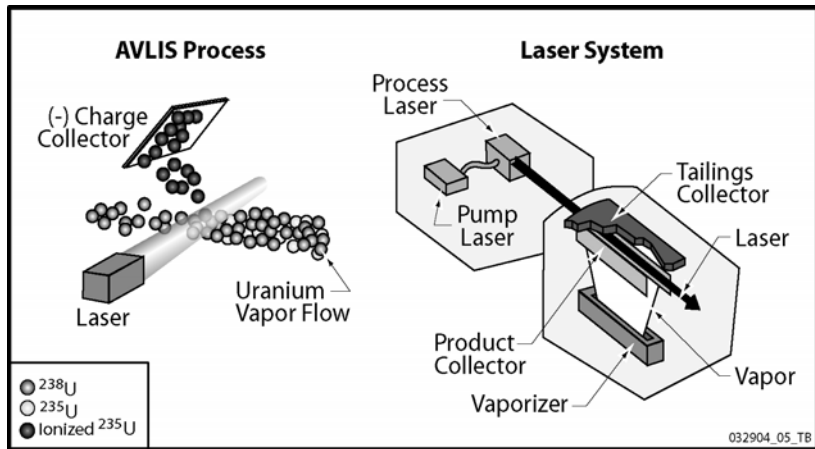 AVLIS Process
(-) Charge
Collector
Laser
Uranium
Vapor Flow
²³⁸U
²³⁵U
Ionized ²³⁵U
Laser System
Process
Laser
Pump
Laser
Tailings
Collector
Laser
Product
Collector
Vaporizer
Vapor
032904_05_TB